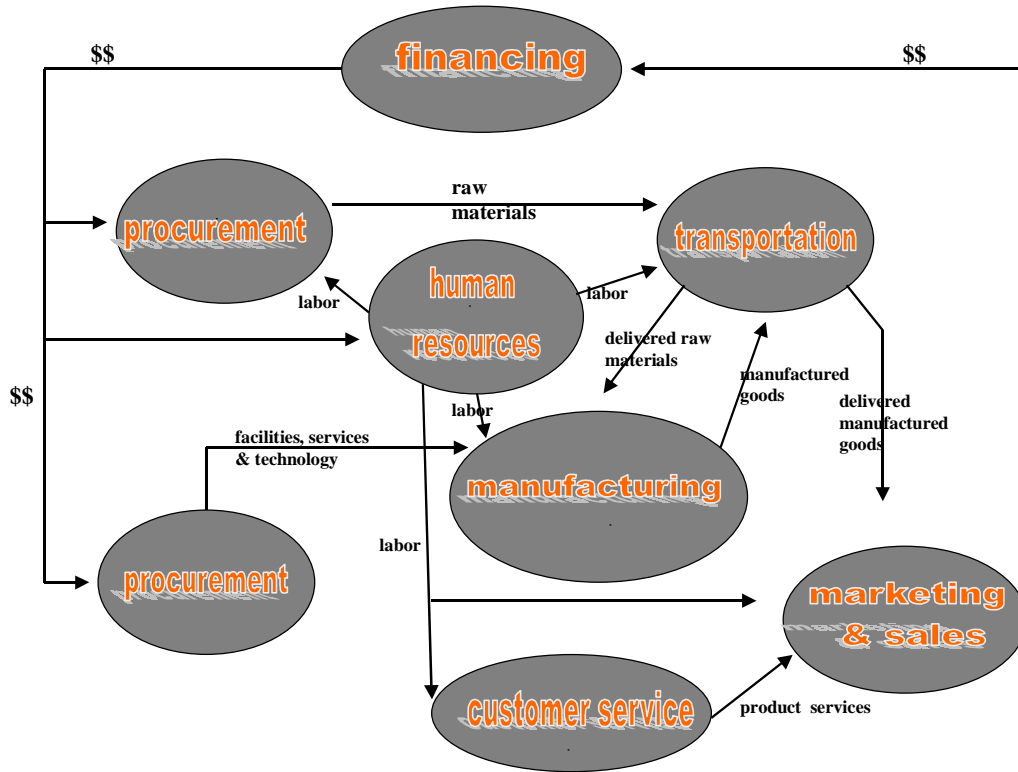 $$
financing
$$
raw
materials
procurement
transportation
human
resources
labor
labor
delivered raw
materials
manufactured
goods
delivered
manufactured
goods
$$
labor
facilities, services
& technology
manufacturing
labor
procurement
marketing
& sales
customer service
product services